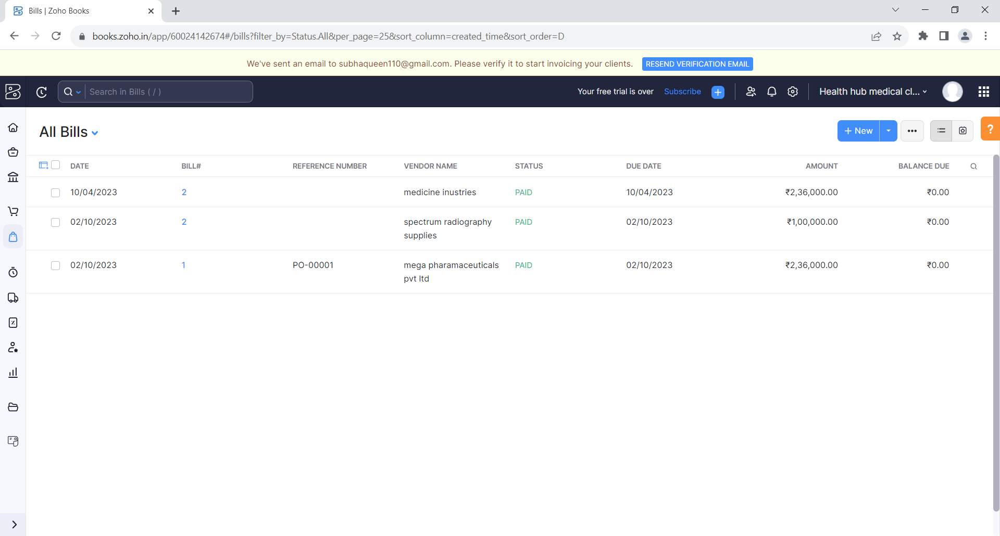 Bills | Zoho Books
books.zoho.in/app/60024142674#/bills?filter_by=Status.All&per_page=25&sort_column=created_time&sort_order=D
We've sent an email to subhaqueen110@gmail.com. Please verify it to start invoicing your clients. RESEND VERIFICATION EMAIL
Search in Bills ( / ) Your free trial is over Subscribe Health hub medical cl...
All Bills + New ?
DATE BILL# REFERENCE NUMBER VENDOR NAME STATUS DUE DATE AMOUNT BALANCE DUE
10/04/2023 2 medicine inustries PAID 10/04/2023 ₹2,36,000.00 ₹0.00
02/10/2023 2 spectrum radiography PAID 02/10/2023 ₹1,00,000.00 ₹0.00
supplies
02/10/2023 1 PO-00001 mega pharamaceuticals PAID 02/10/2023 ₹2,36,000.00 ₹0.00
pvt ltd